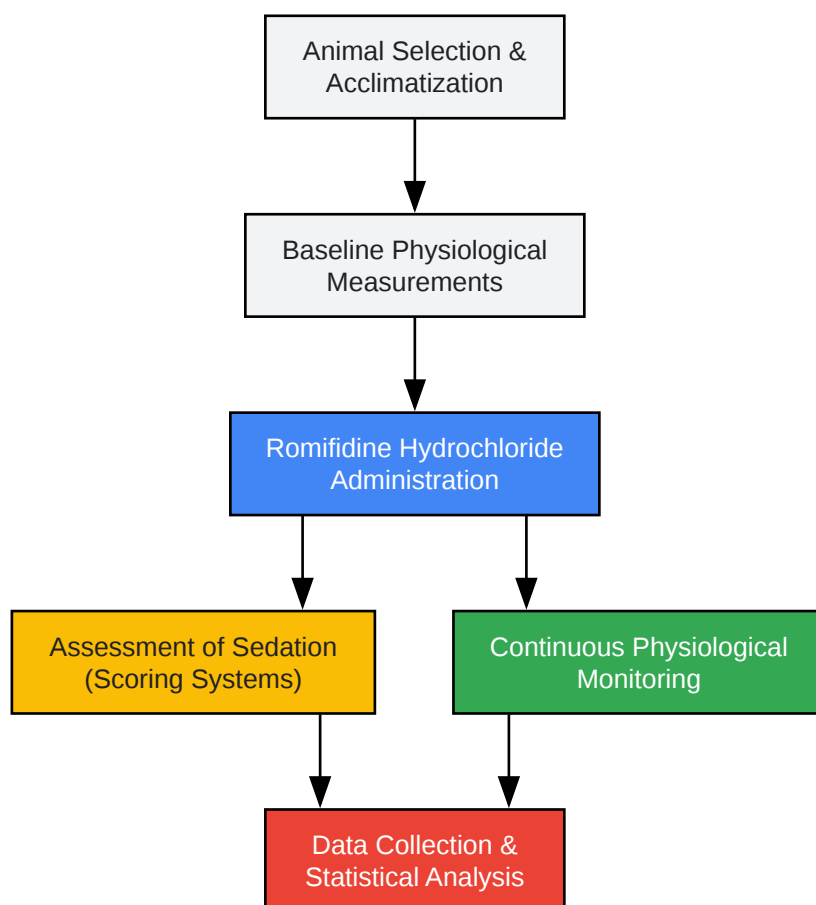 Animal Selection &
Acclimatization
Baseline Physiological
Measurements
Romifidine Hydrochloride
Administration
Assessment of Sedation
(Scoring Systems)
Continuous Physiological
Monitoring
Data Collection &
Statistical Analysis